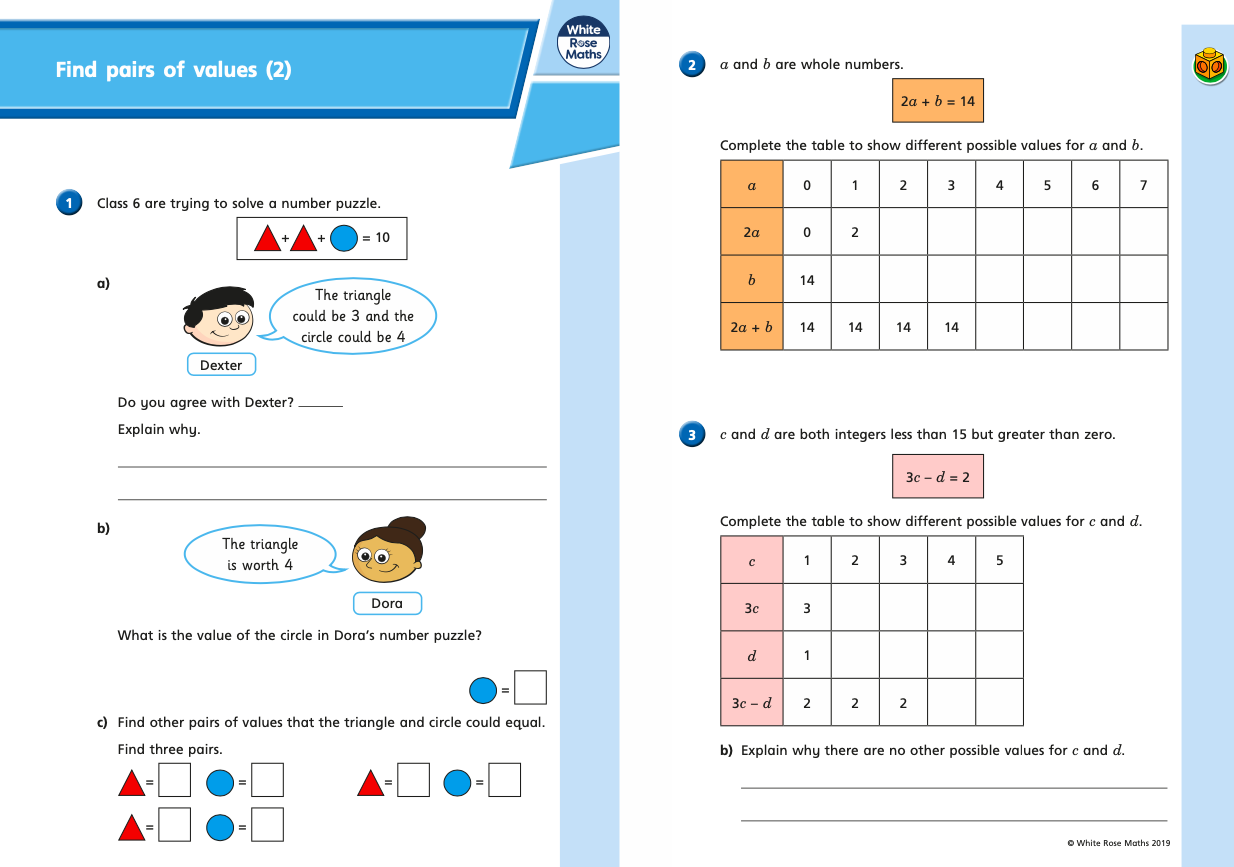 Find pairs of values (2)
White
Rose
Maths
1 Class 6 are trying to solve a number puzzle.
+ + = 10
a)
The triangle
could be 3 and the
circle could be 4
Dexter
Do you agree with Dexter? ______
Explain why.
b)
The triangle
is worth 4
Dora
What is the value of the circle in Dora's number puzzle?
=
c) Find other pairs of values that the triangle and circle could equal.
Find three pairs.
= = = =
= =
2 a and b are whole numbers.
2a + b = 14
Complete the table to show different possible values for a and b.
a 0 1 2 3 4 5 6 7
2a 0 2
b 14
2a + b 14 14 14 14
3 c and d are both integers less than 15 but greater than zero.
3c – d = 2
Complete the table to show different possible values for c and d.
c 1 2 3 4 5
3c 3
d 1
3c – d 2 2 2
b) Explain why there are no other possible values for c and d.
© White Rose Maths 2019